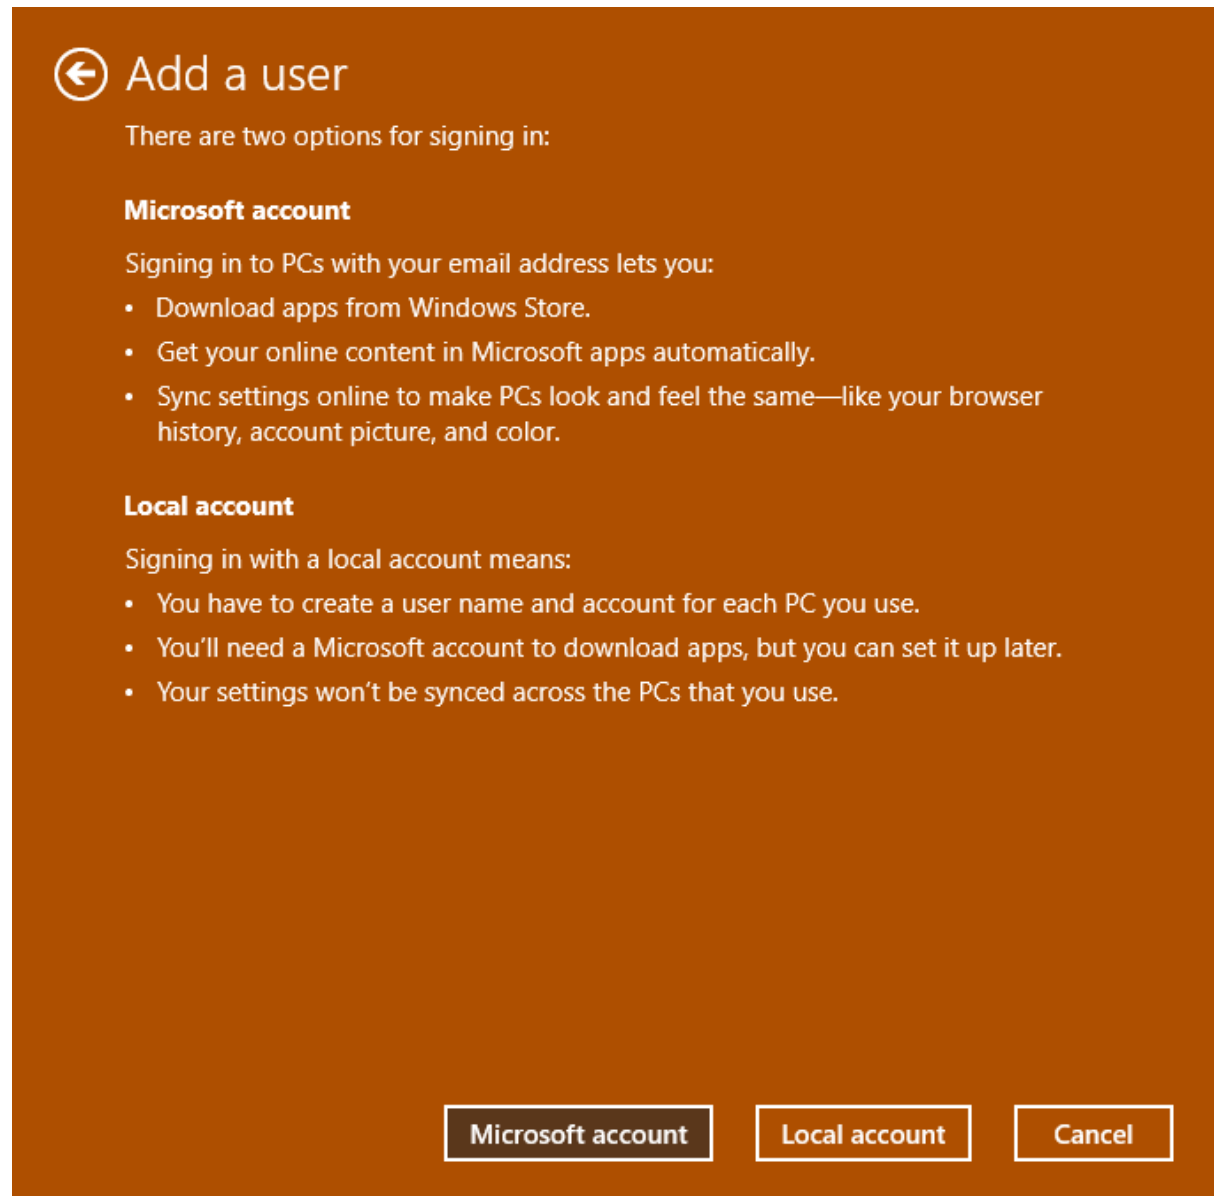 Add a user
There are two options for signing in:
Microsoft account
Signing in to PCs with your email address lets you:
• Download apps from Windows Store.
• Get your online content in Microsoft apps automatically.
• Sync settings online to make PCs look and feel the same—like your browser
history, account picture, and color.
Local account
Signing in with a local account means:
• You have to create a user name and account for each PC you use.
• You’ll need a Microsoft account to download apps, but you can set it up later.
• Your settings won’t be synced across the PCs that you use.
Microsoft account Local account Cancel